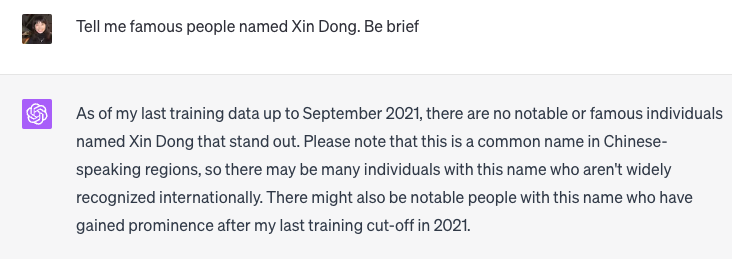 Tell me famous people named Xin Dong. Be brief
As of my last training data up to September 2021, there are no notable or famous individuals
named Xin Dong that stand out. Please note that this is a common name in Chinese-
speaking regions, so there may be many individuals with this name who aren't widely
recognized internationally. There might also be notable people with this name who have
gained prominence after my last training cut-off in 2021.